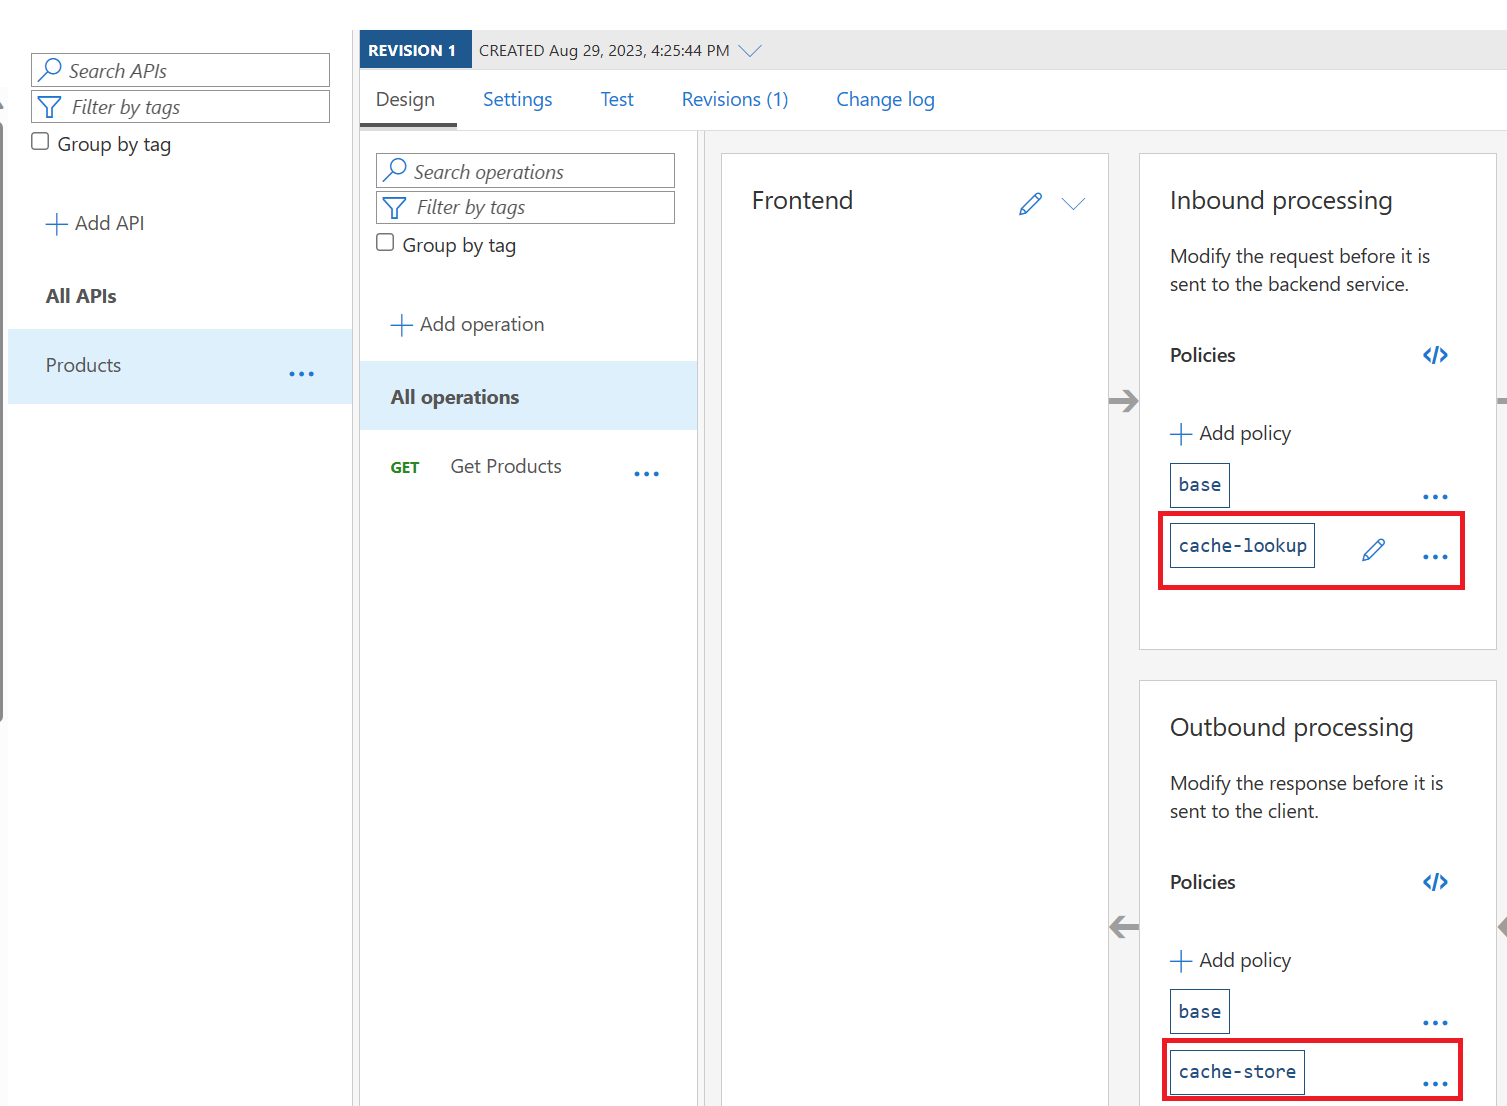 Search APIs
Filter by tags
Group by tag
Add API
All APIs
Products
REVISION 1
CREATED Aug 29, 2023, 4:25:44 PM
Design
Settings
Test
Revisions (1)
Change log
Search operations
Filter by tags
Group by tag
Add operation
All operations
GET
Get Products
Frontend
Inbound processing
Modify the request before it is
sent to the backend service.
Policies
</>
Add policy
base
cache-lookup
Outbound processing
Modify the response before it is
sent to the client.
Policies
</>
Add policy
base
cache-store